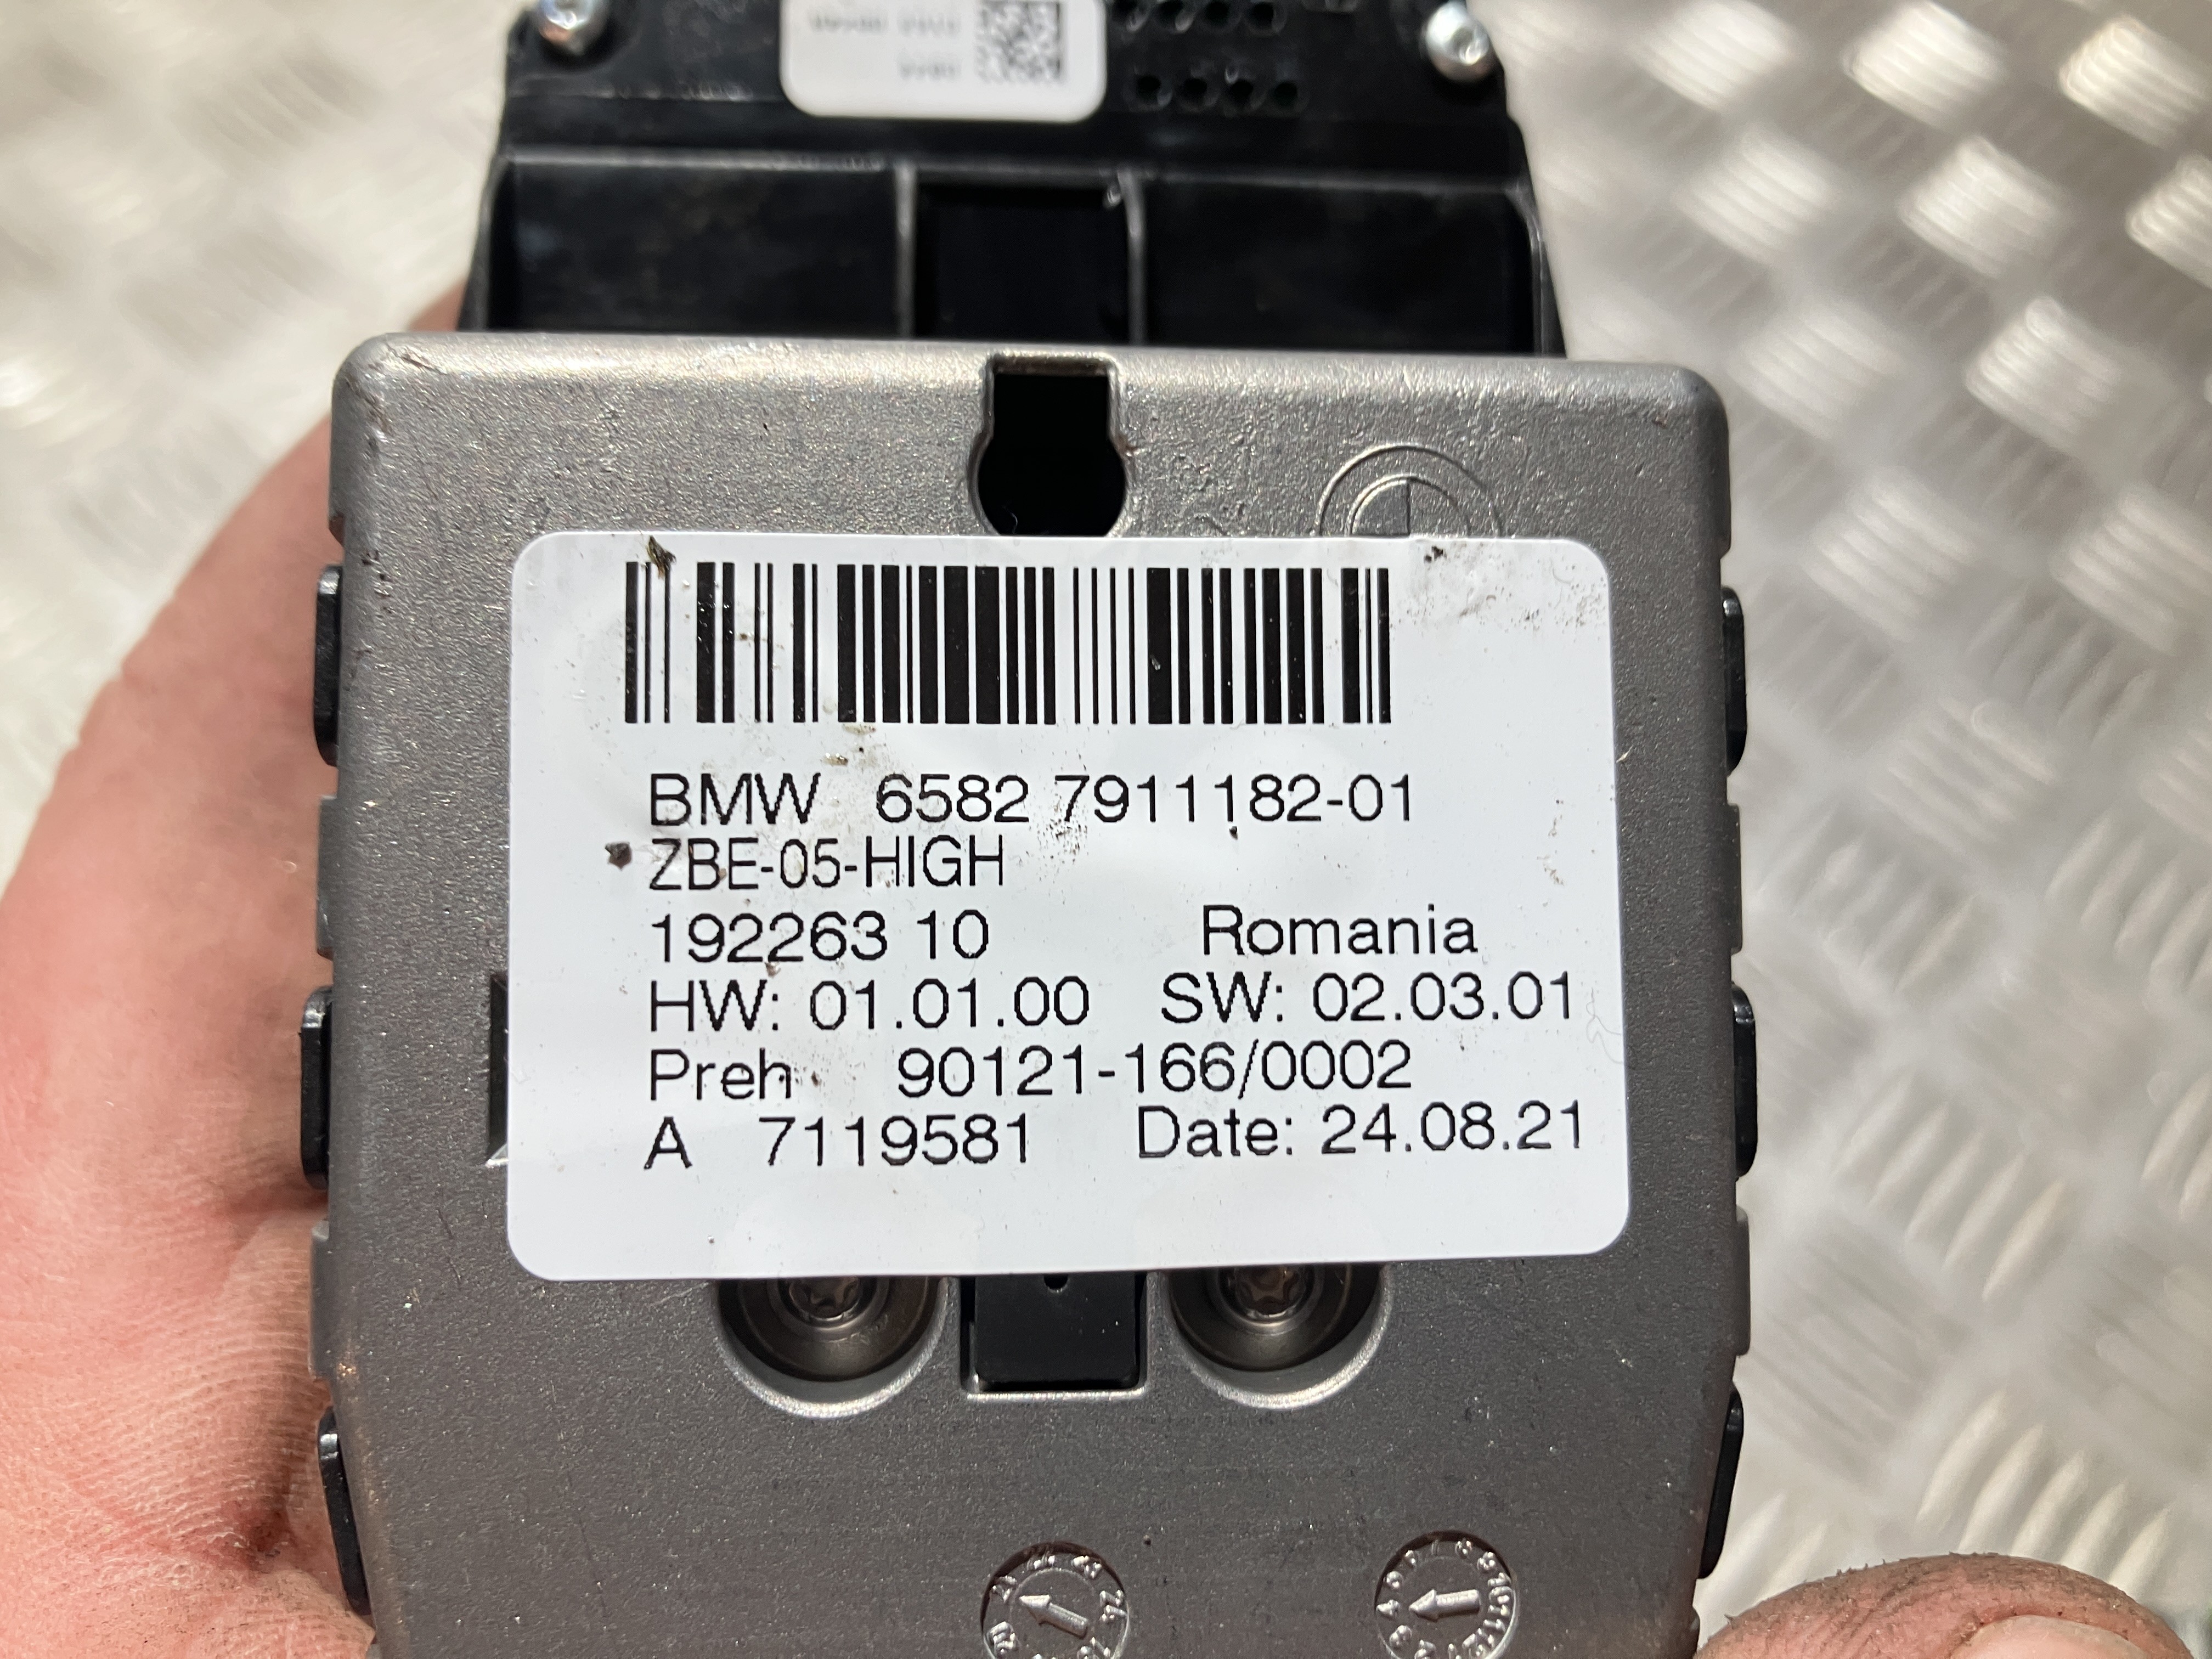 BMW 6582 7911182-01
ZBE-05-HIGH
192263 10 Romania
HW: 01.01.00 SW: 02.03.01
Preh 90121-166/0002
A 7119581 Date: 24.08.21